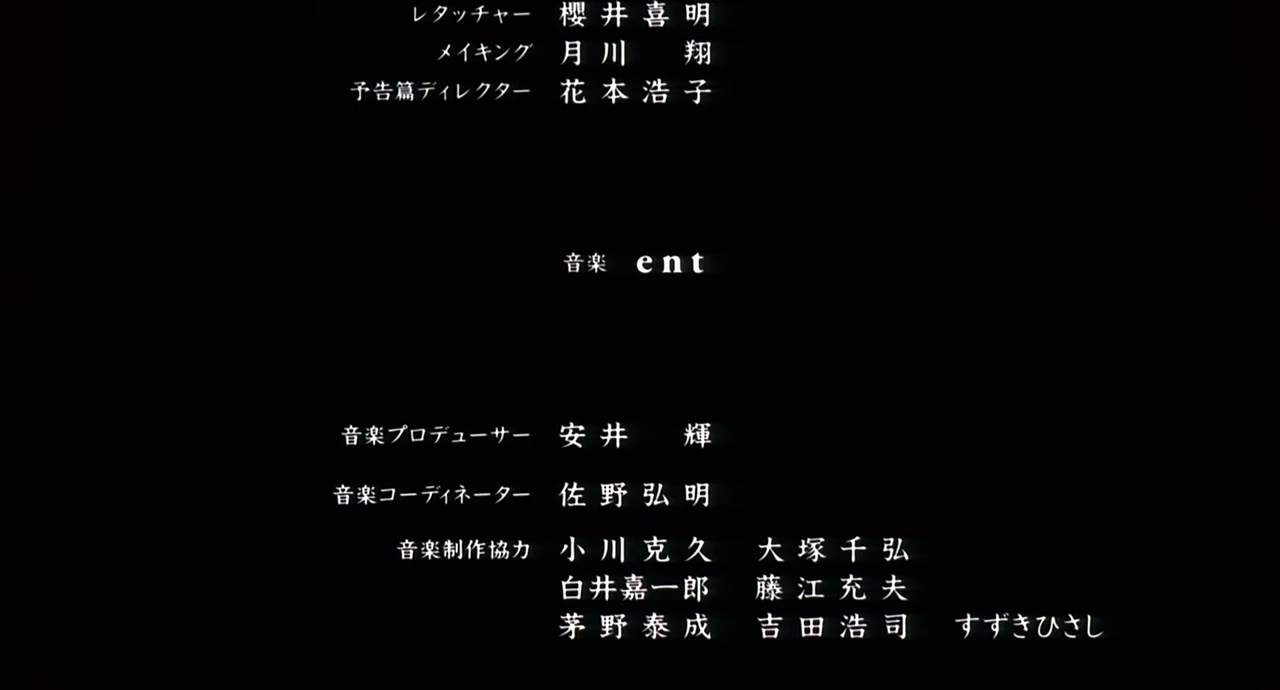 レタッチャー 櫻井喜明
メイキング 月川 翔
予告篇ディレクター 花本浩子
音楽 ent
音楽プロデューサー 安井 輝
音楽コーディネーター 佐野弘明
音楽制作協力 小川克久 大塚千弘
白井嘉一郎 藤江充夫
茅野泰成 吉田浩司 すずきひさし